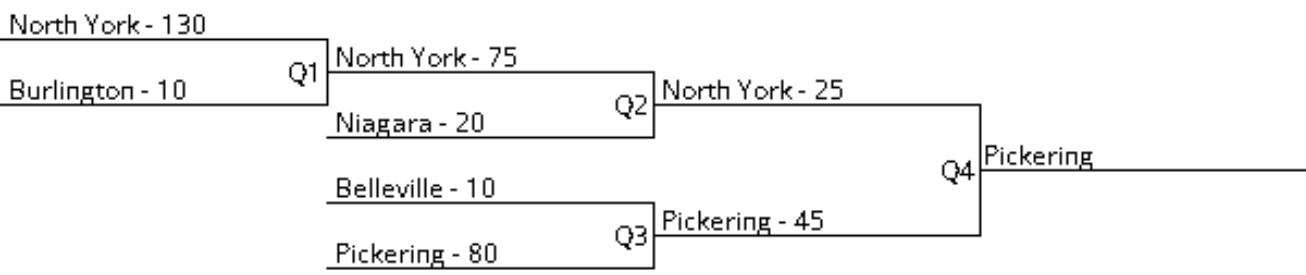 North York - 130
Burlington - 10
Q1
North York - 75
Niagara - 20
Q2
Belleville - 10
Pickering - 80
Q3
North York - 25
Pickering - 45
Q4
Pickering